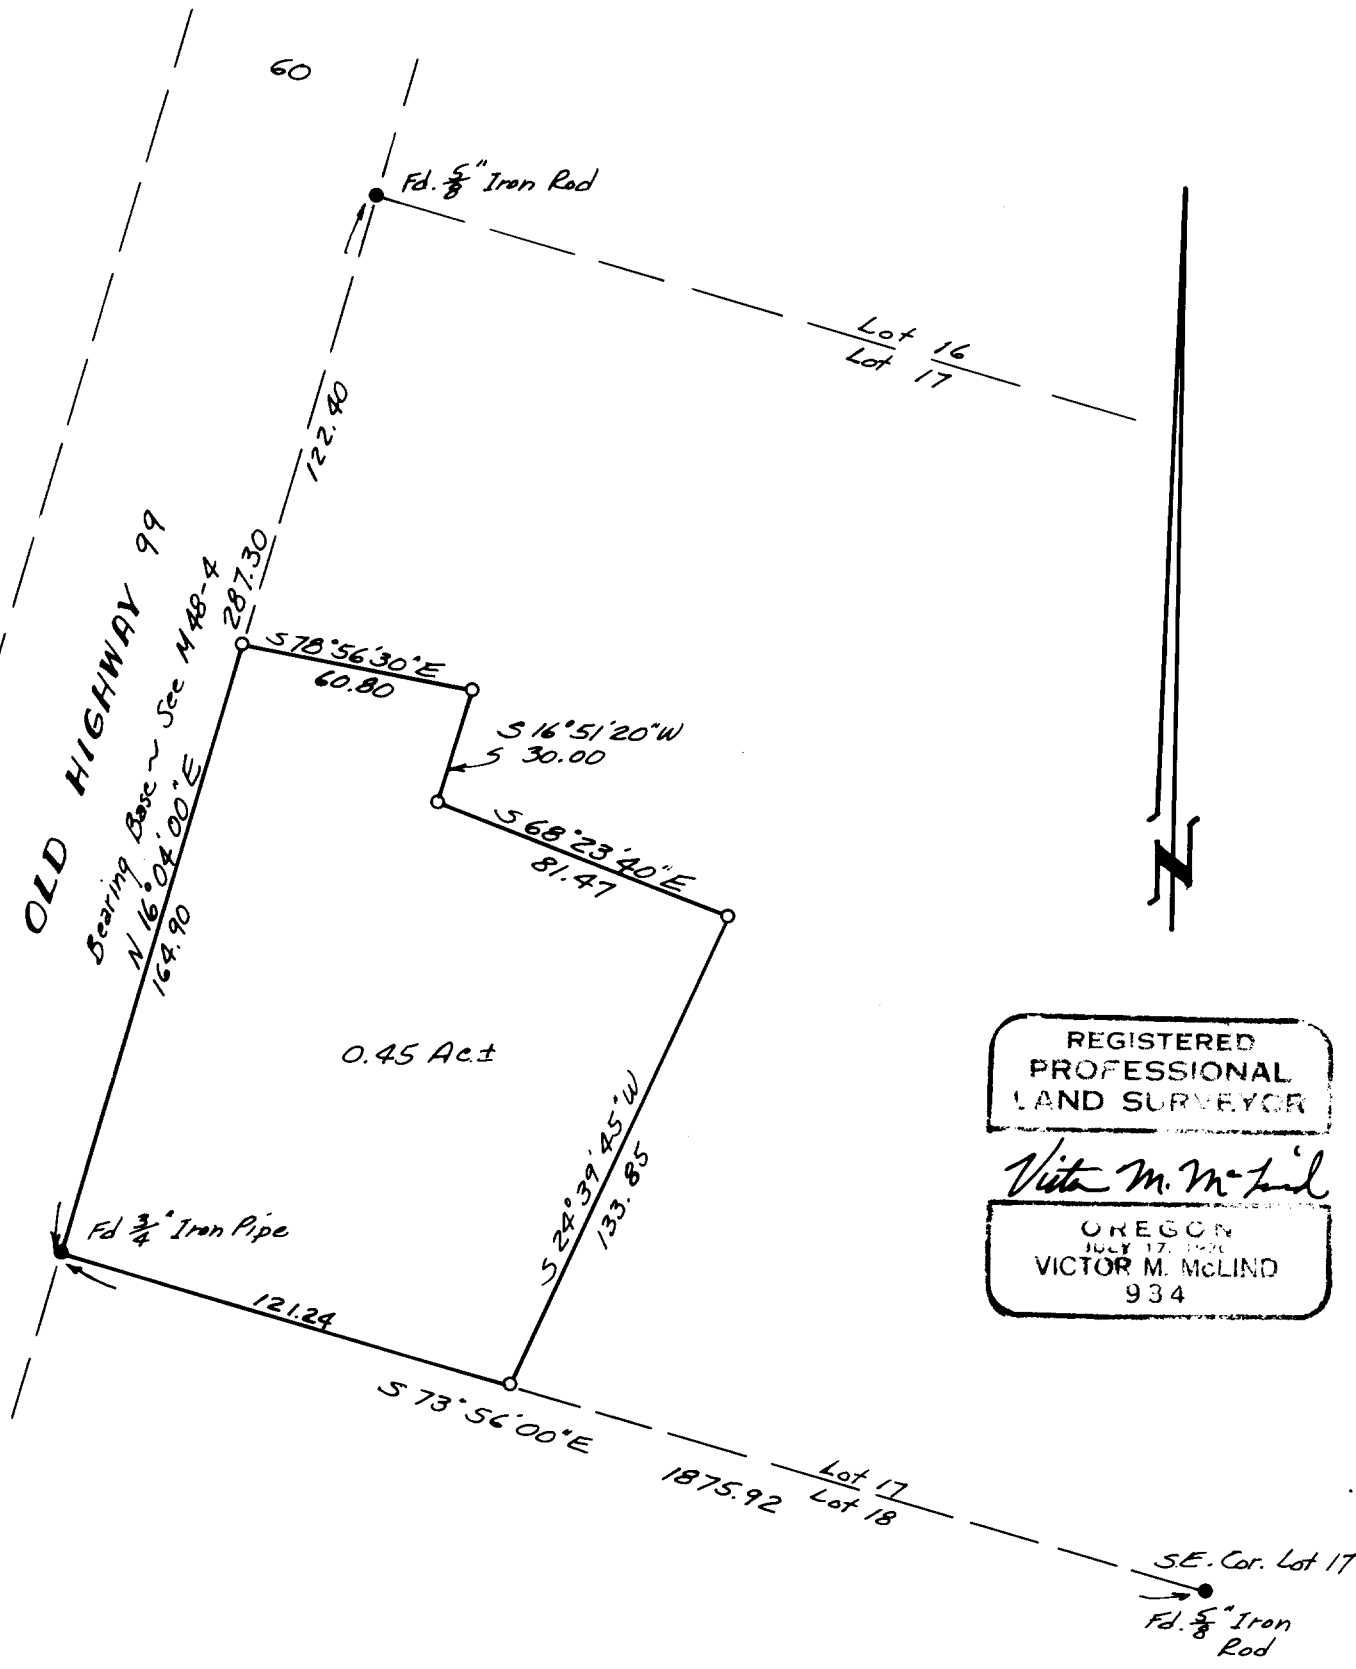 60
Fd. 5/8" Iron Rod
Lot 16
Lot 17
122.40
287.30
OLD HIGHWAY 99
Bearing Base ~ See M48-4
N 16°04'00"E
164.90
S 78°56'30"E
60.80
S 16°51'20"W
30.00
S 68°23'40"E
81.47
0.45 Ac.±
S 24°39'45"W
133.85
Fd 3/4" Iron Pipe
121.24
S 73°56'00"E
1875.92
Lot 17
Lot 18
S.E. Cor. Lot 17
Fd. 5/8" Iron
Rod
N
REGISTERED
PROFESSIONAL
LAND SURVEYOR
Victor M. McLind
OREGON
JULY 17,
VICTOR M. McLIND
934